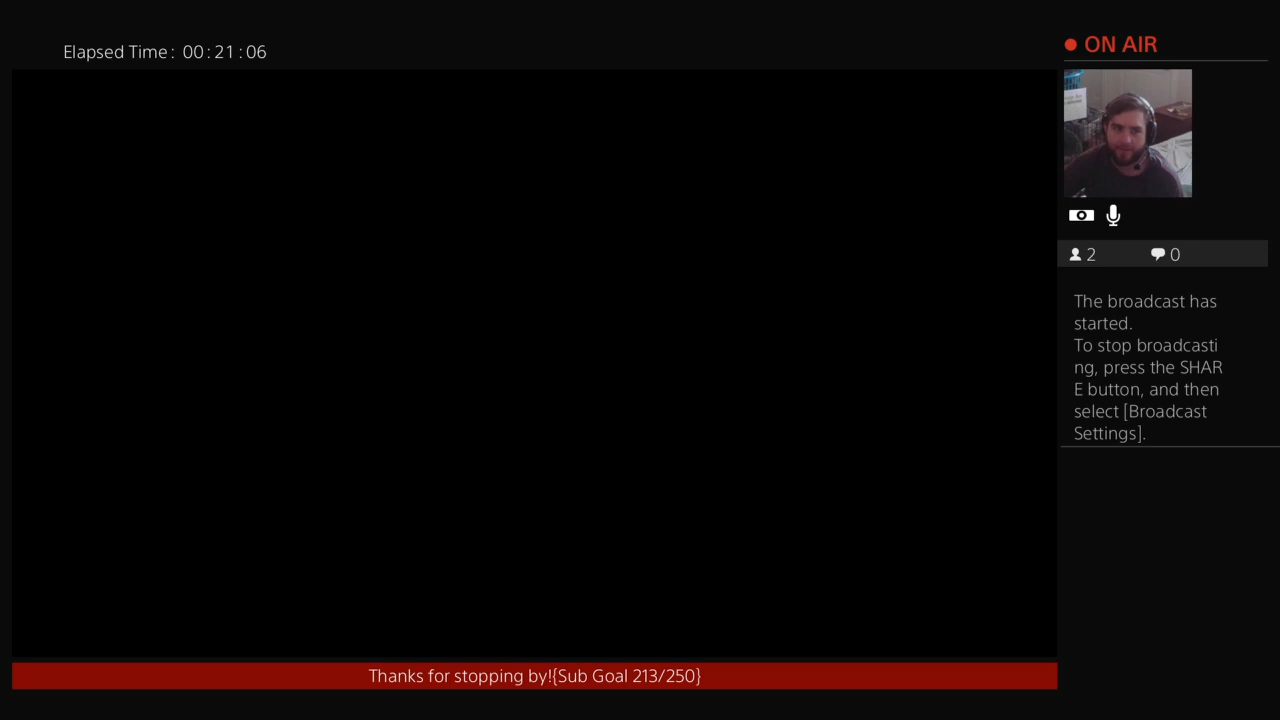 Elapsed Time: 00:21:06
ON AIR
2 0
The broadcast has
started.
To stop broadcasti
ng, press the SHAR
E button, and then
select [Broadcast
Settings].
Thanks for stopping by!{Sub Goal 213/250}